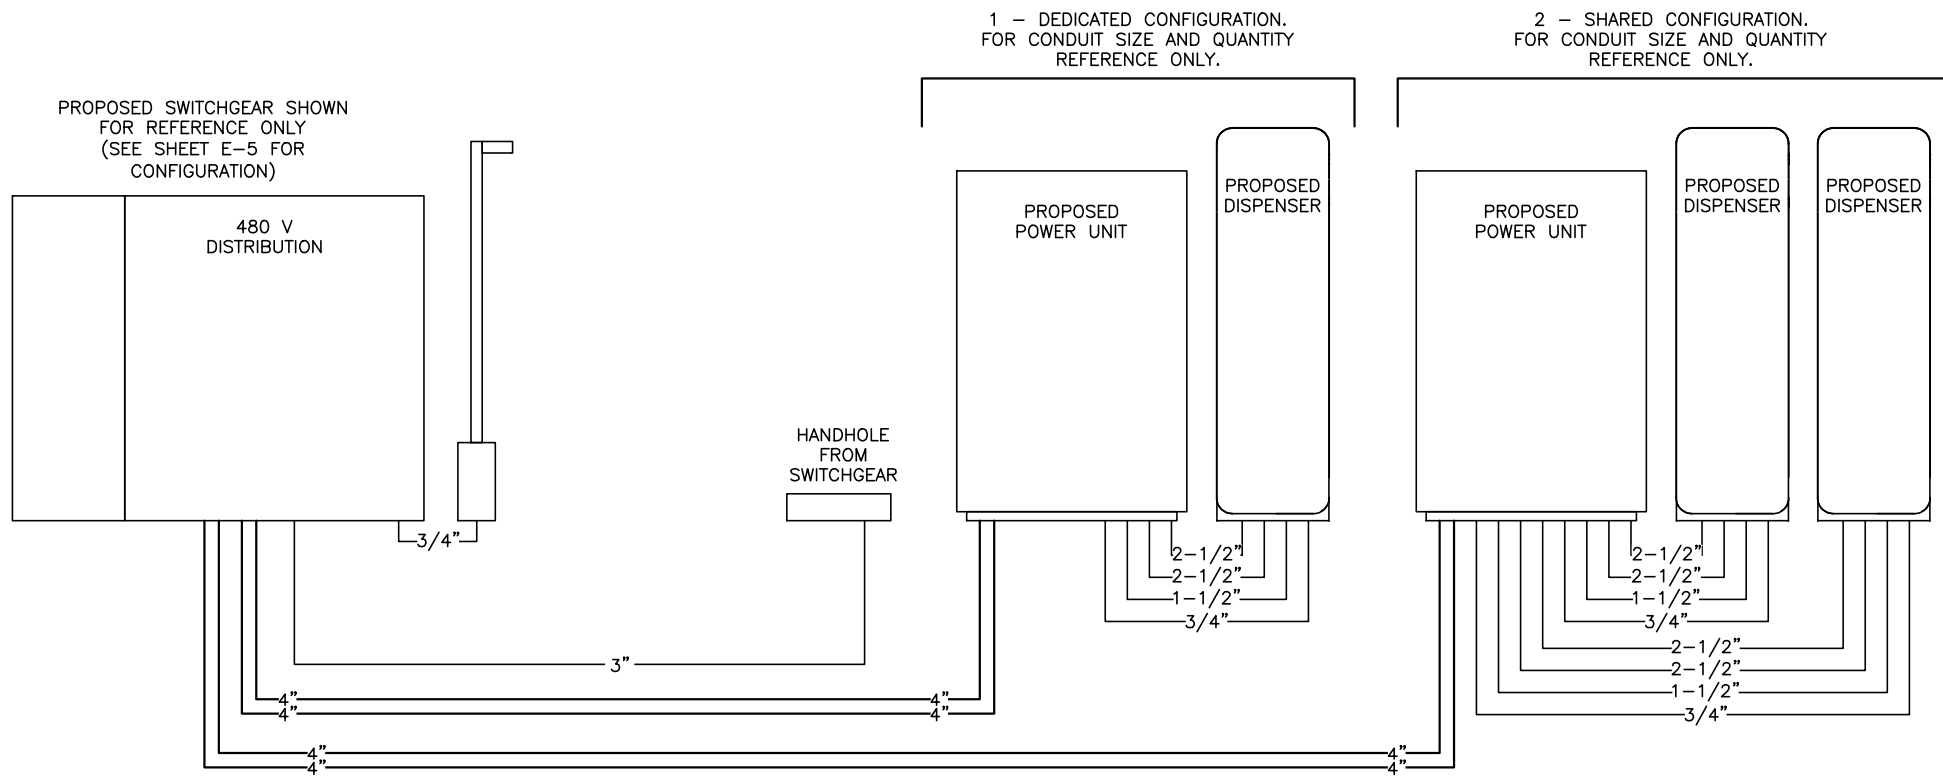 1 – DEDICATED CONFIGURATION.
FOR CONDUIT SIZE AND QUANTITY
REFERENCE ONLY.
2 – SHARED CONFIGURATION.
FOR CONDUIT SIZE AND QUANTITY
REFERENCE ONLY.
PROPOSED SWITCHGEAR SHOWN
FOR REFERENCE ONLY
(SEE SHEET E–5 FOR
CONFIGURATION)
480 V
DISTRIBUTION
PROPOSED
POWER UNIT
PROPOSED
DISPENSER
PROPOSED
POWER UNIT
PROPOSED
DISPENSER
PROPOSED
DISPENSER
HANDHOLE
FROM
SWITCHGEAR
3/4"
2–1/2"
2–1/2"
1–1/2"
3/4"
2–1/2"
2–1/2"
1–1/2"
3/4"
2–1/2"
2–1/2"
1–1/2"
3/4"
3"
4"
4"
4"
4"
4"
4"
4"
4"